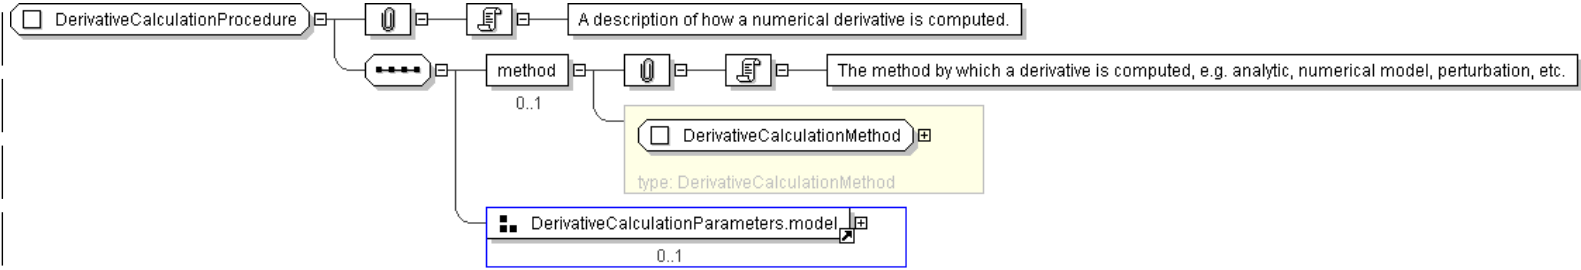 DerivativeCalculationProcedure
A description of how a numerical derivative is computed.
method
The method by which a derivative is computed, e.g. analytic, numerical model, perturbation, etc.
0..1
DerivativeCalculationMethod
type: DerivativeCalculationMethod
DerivativeCalculationParameters.model
0..1